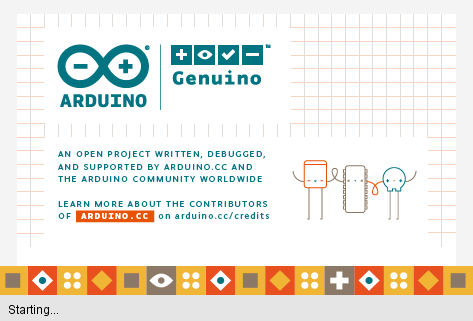 ARDUINO
Genuino
AN OPEN PROJECT WRITTEN, DEBUGGED,
AND SUPPORTED BY ARDUINO.CC AND
THE ARDUINO COMMUNITY WORLDWIDE
LEARN MORE ABOUT THE CONTRIBUTORS
OF ARDUINO.CC on arduino.cc/credits
Starting...